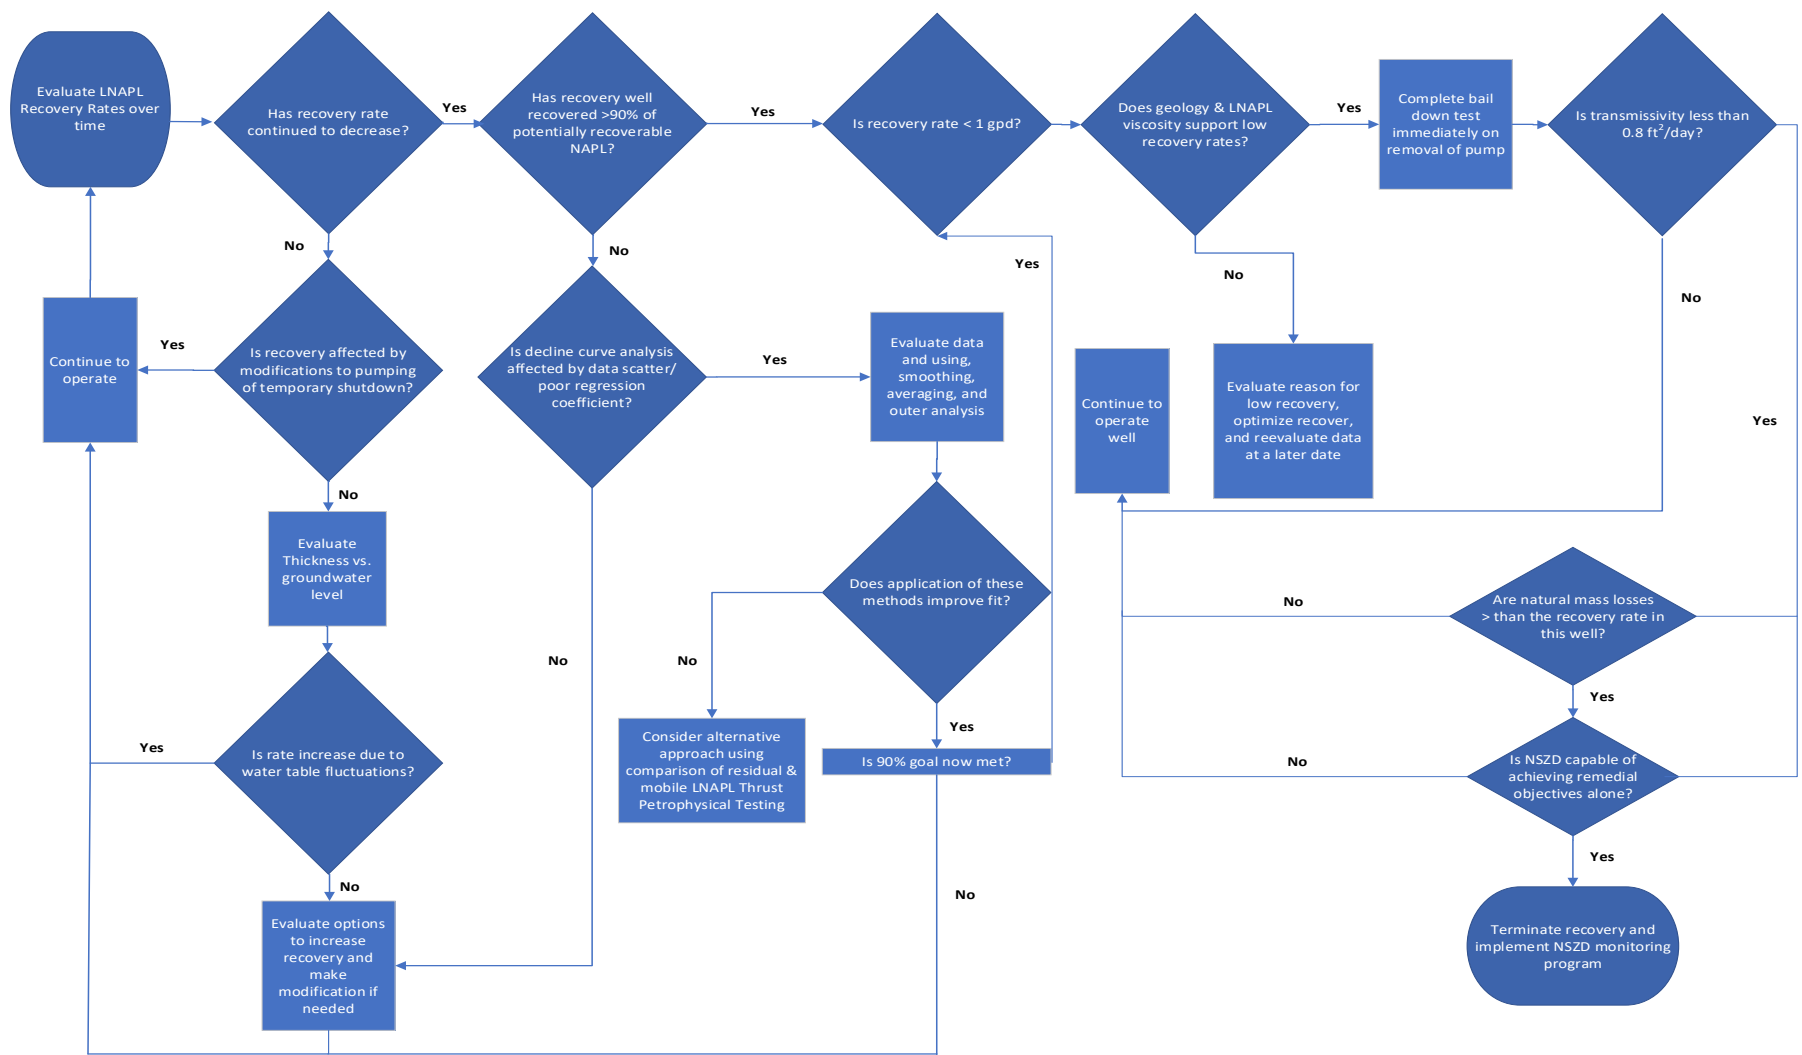 Evaluate LNAPL
Recovery Rates over
time
Has recovery rate
continued to decrease?
Yes
Has recovery well
recovered >90% of
potentially recoverable
NAPL?
Yes
Is recovery rate < 1 gpd?
Does geology & LNAPL
viscosity support low
recovery rates?
Yes
Complete bail
down test
immediately on
removal of pump
Is transmissivity less than
0.8 ft²/day?
No
No
Yes
No
No
Continue to
operate
Yes
Is recovery affected by
modifications to pumping
of temporary shutdown?
Is decline curve analysis
affected by data scatter/
poor regression
coefficient?
Yes
Evaluate data
and using,
smoothing,
averaging, and
outer analysis
Continue to
operate
well
Evaluate reason for
low recovery,
optimize recover,
and reevaluate data
at a later date
Yes
No
Evaluate
Thickness vs.
groundwater
level
Does application of these
methods improve fit?
No
Are natural mass losses
> than the recovery rate in
this well?
No
No
Yes
Yes
Is rate increase due to
water table fluctuations?
Consider alternative
approach using
comparison of residual &
mobile LNAPL Thrust
Petrophysical Testing
Yes
Is 90% goal now met?
No
Is NSZD capable of
achieving remedial
objectives alone?
No
No
Yes
Evaluate options
to increase
recovery and
make
modification if
needed
Terminate recovery and
implement NSZD monitoring
program